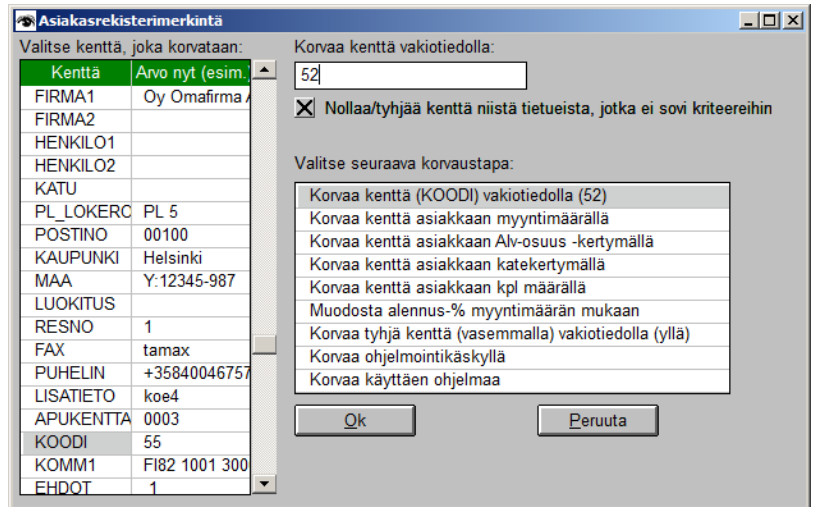 Asiakasrekisterimerkintä
Valitse kenttä, joka korvataan:
Kenttä Arvo nyt (esim.)
FIRMA1 Oy Omafirma A
FIRMA2
HENKILO1
HENKILO2
KATU
PL_LOKERO PL 5
POSTINO 00100
KAUPUNKI Helsinki
MAA Y:12345-987
LUOKITUS
RESNO 1
FAX tamax
PUHELIN +35840046757
LISATIETO koe4
APUKENTTA 0003
KOODI 55
KOMM1 FI82 1001 300
EHDOT 1
Korvaa kenttä vakiotiedolla:
52
X Nollaa/tyhjää kenttä niistä tietueista, jotka ei sovi kriteereihin
Valitse seuraava korvaustapa:
Korvaa kenttä (KOODI) vakiotiedolla (52)
Korvaa kenttä asiakkaan myyntimäärällä
Korvaa kenttä asiakkaan Alv-osuus -kertymällä
Korvaa kenttä asiakkaan katekertymällä
Korvaa kenttä asiakkaan kpl määrällä
Muodosta alennus-% myyntimäärän mukaan
Korvaa tyhjä kenttä (vasemmalla) vakiotiedolla (yllä)
Korvaa ohjelmointikäskyllä
Korvaa käyttäen ohjelmaa
Ok
Peruuta